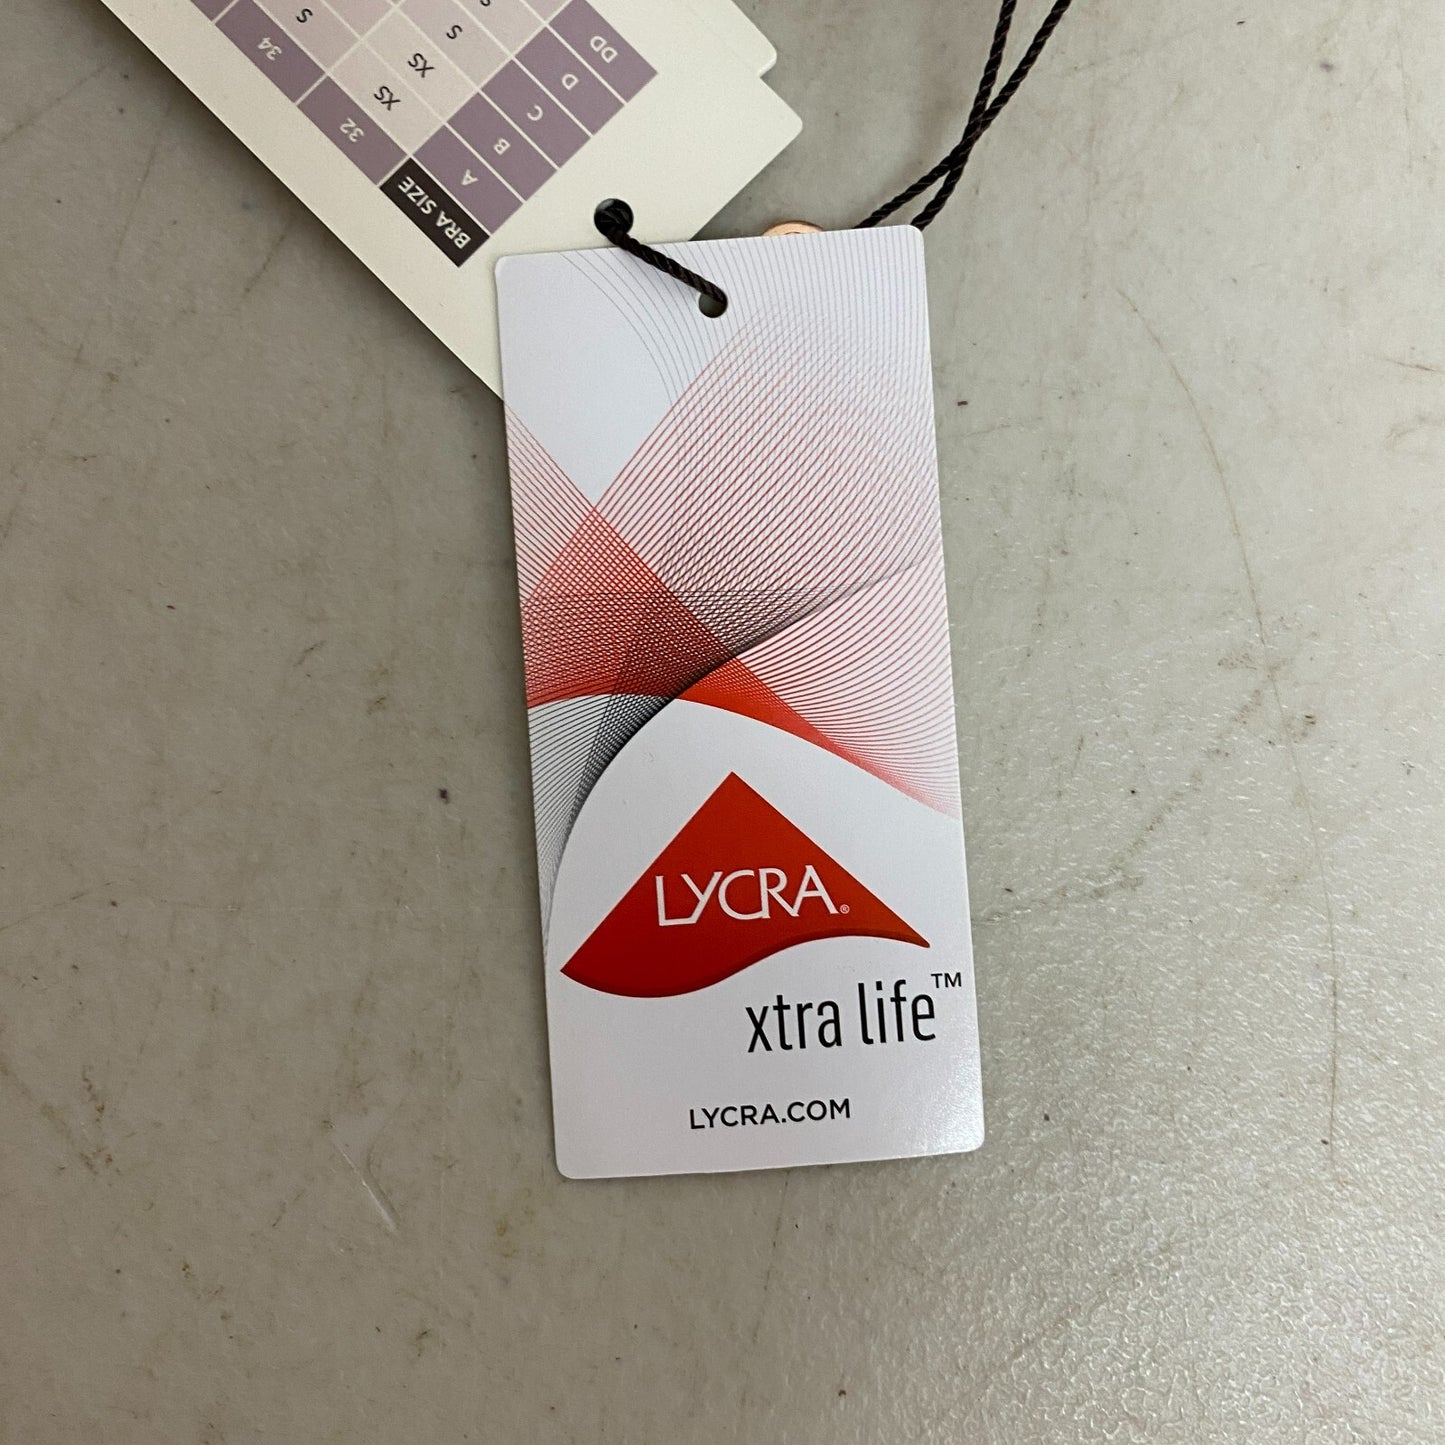 BRA SIZE
A
B
C
D
DD
32
XS
XS
S
34
S
LYCRA®
xtra life™
LYCRA.COM